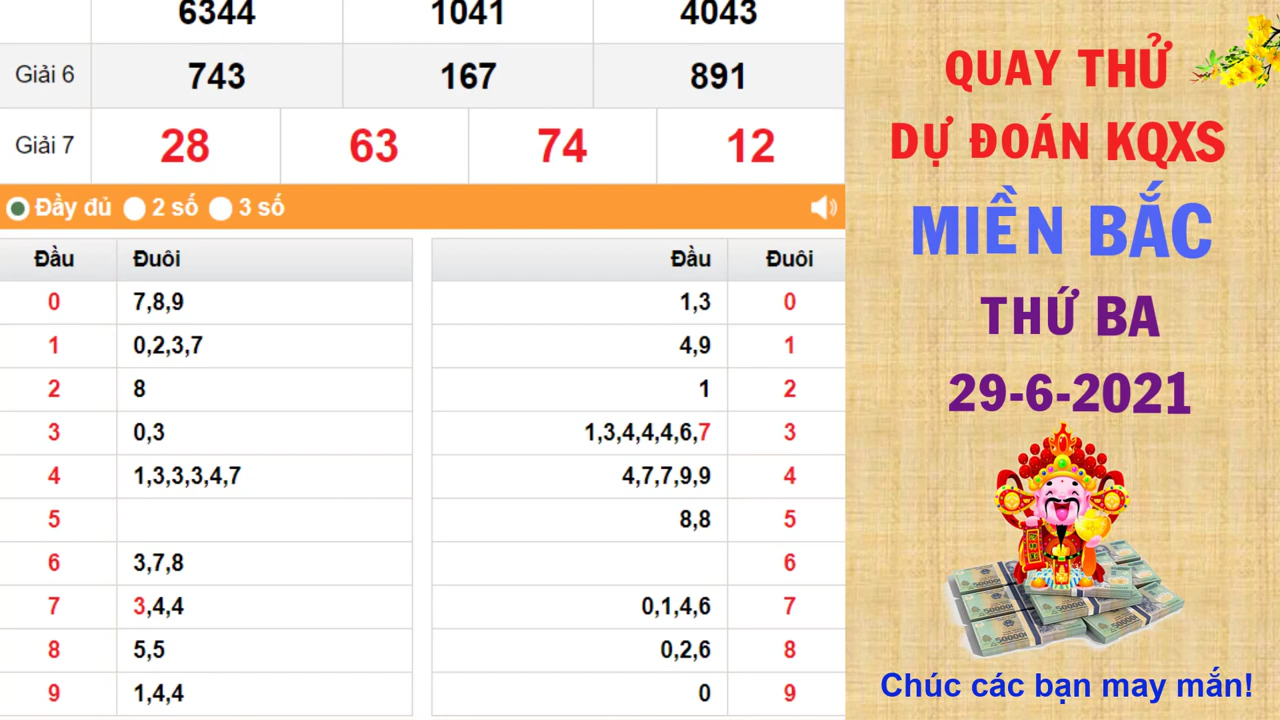 6344 1041 4043
Giải 6 743 167 891
Giải 7 28 63 74 12
Đầy đủ 2 số 3 số
Đầu Đuôi Đầu Đuôi
0 7,8,9 1,3 0
1 0,2,3,7 4,9 1
2 8 1 2
3 0,3 1,3,4,4,4,6,7 3
4 1,3,3,3,4,7 4,7,7,9,9 4
5 8,8 5
6 3,7,8 6
7 3,4,4 0,1,4,6 7
8 5,5 0,2,6 8
9 1,4,4 0 9
QUAY THỬ
DỰ ĐOÁN KQXS
MIỀN BẮC
THỨ BA
29-6-2021
Chúc các bạn may mắn!